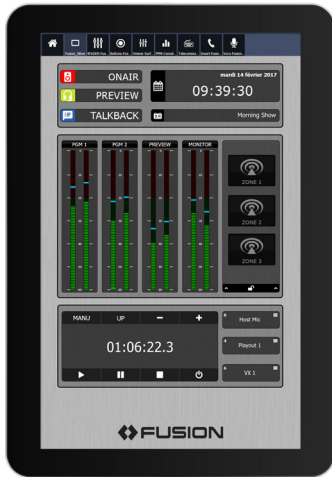 ONAIR
PREVIEW
TALKBACK
mardi 14 février 2017
09:39:30
Morning Show
PGM 1
PGM 2
PREVIEW
MONITOR
ZONE 1
ZONE 2
ZONE 3
MANU
UP
01:06:22.3
Host Mic
Playout 1
VX 1
FUSION